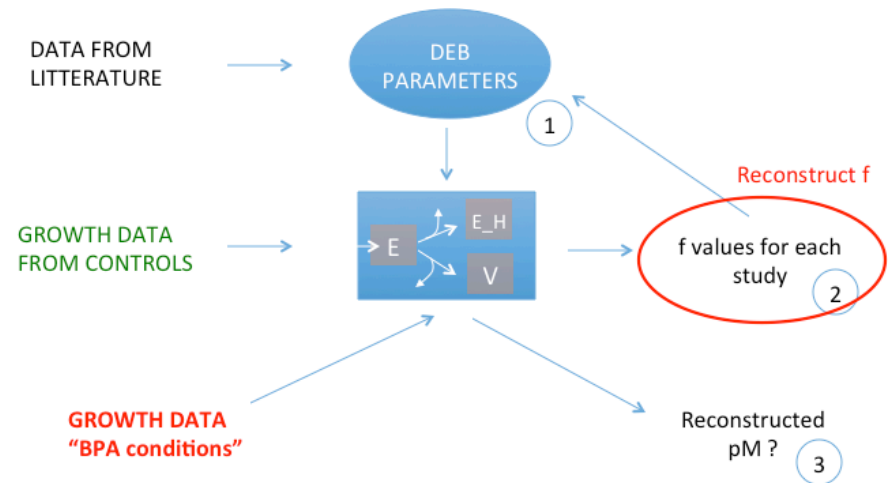 DATA FROM
LITTERATURE
DEB
PARAMETERS
1
Reconstruct f
GROWTH DATA
FROM CONTROLS
E
E_H
V
f values for each
study
2
GROWTH DATA
“BPA conditions”
Reconstructed
pM ?
3